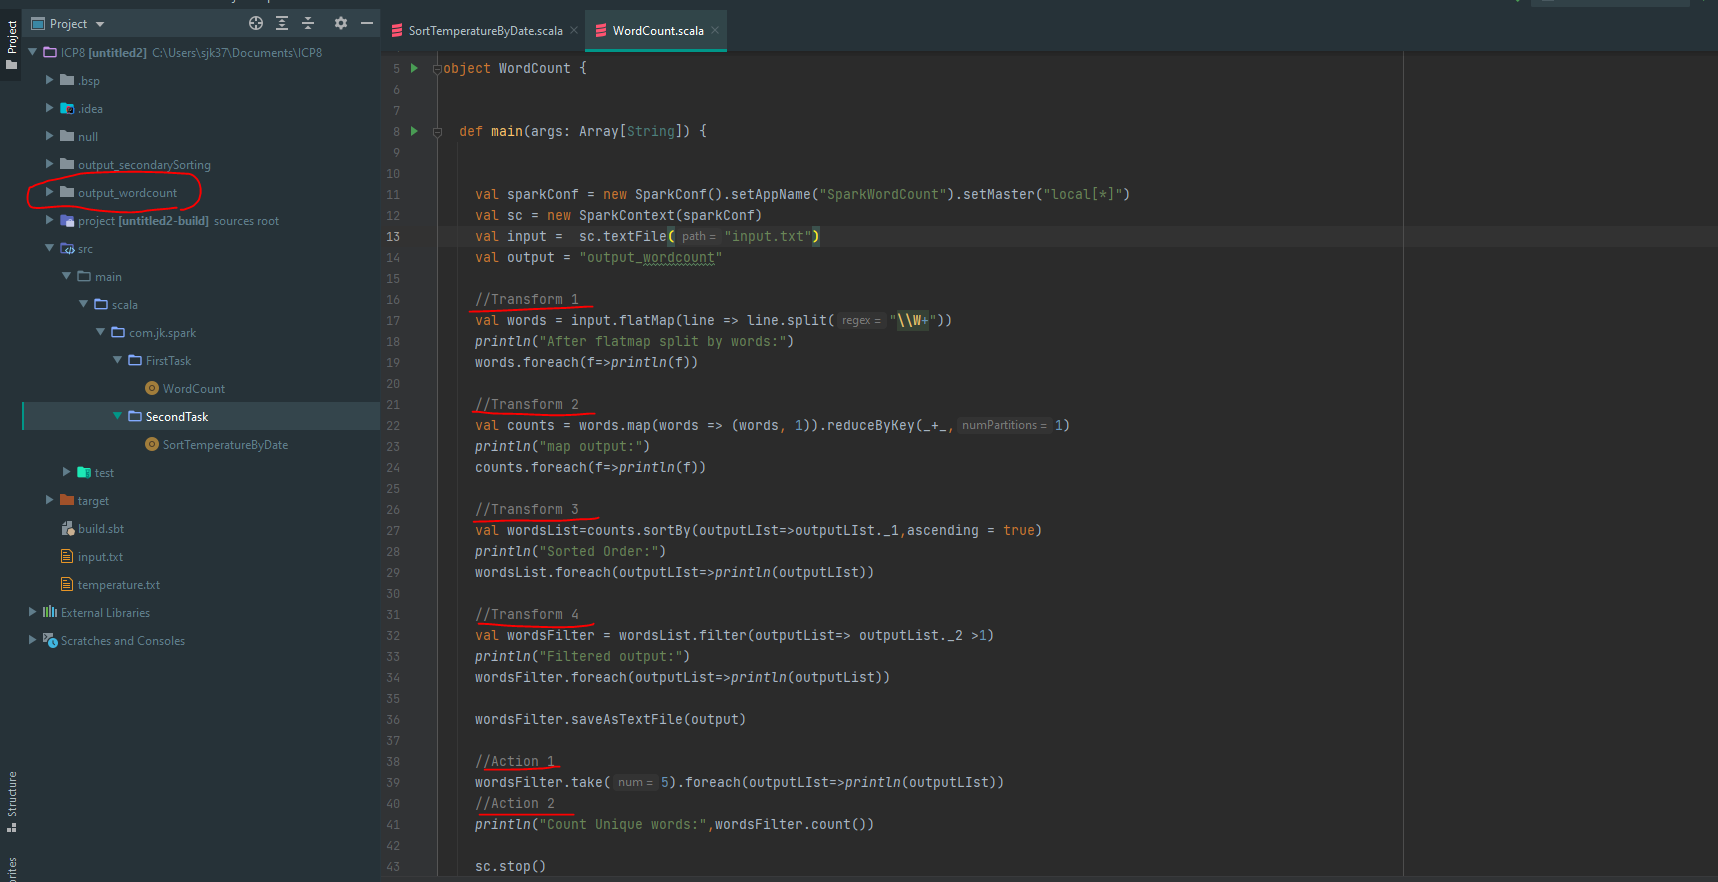 Project
Project
ICP8 [untitled2] C:\Users\sjk37\Documents\ICP8
.bsp
.idea
null
output_secondarySorting
output_wordcount
project [untitled2-build] sources root
src
main
scala
com.jk.spark
FirstTask
WordCount
SecondTask
SortTemperatureByDate
test
target
build.sbt
input.txt
temperature.txt
External Libraries
Scratches and Consoles
Structure
SortTemperatureByDate.scala
WordCount.scala
5 object WordCount {
6
7
8 def main(args: Array[String]) {
9
10
11 val sparkConf = new SparkConf().setAppName("SparkWordCount").setMaster("local[*]")
12 val sc = new SparkContext(sparkConf)
13 val input =  sc.textFile( path = "input.txt")
14 val output = "output_wordcount"
15
16 //Transform 1
17 val words = input.flatMap(line => line.split( regex = "\\W+"))
18 println("After flatmap split by words:")
19 words.foreach(f=>println(f))
20
21 //Transform 2
22 val counts = words.map(words => (words, 1)).reduceByKey(_+_, numPartitions = 1)
23 println("map output:")
24 counts.foreach(f=>println(f))
25
26 //Transform 3
27 val wordsList=counts.sortBy(outputLIst=>outputLIst._1,ascending = true)
28 println("Sorted Order:")
29 wordsList.foreach(outputLIst=>println(outputLIst))
30
31 //Transform 4
32 val wordsFilter = wordsList.filter(outputList=> outputList._2 >1)
33 println("Filtered output:")
34 wordsFilter.foreach(outputList=>println(outputList))
35
36 wordsFilter.saveAsTextFile(output)
37
38 //Action 1
39 wordsFilter.take( num = 5).foreach(outputLIst=>println(outputLIst))
40 //Action 2
41 println("Count Unique words:",wordsFilter.count())
42
43 sc.stop()